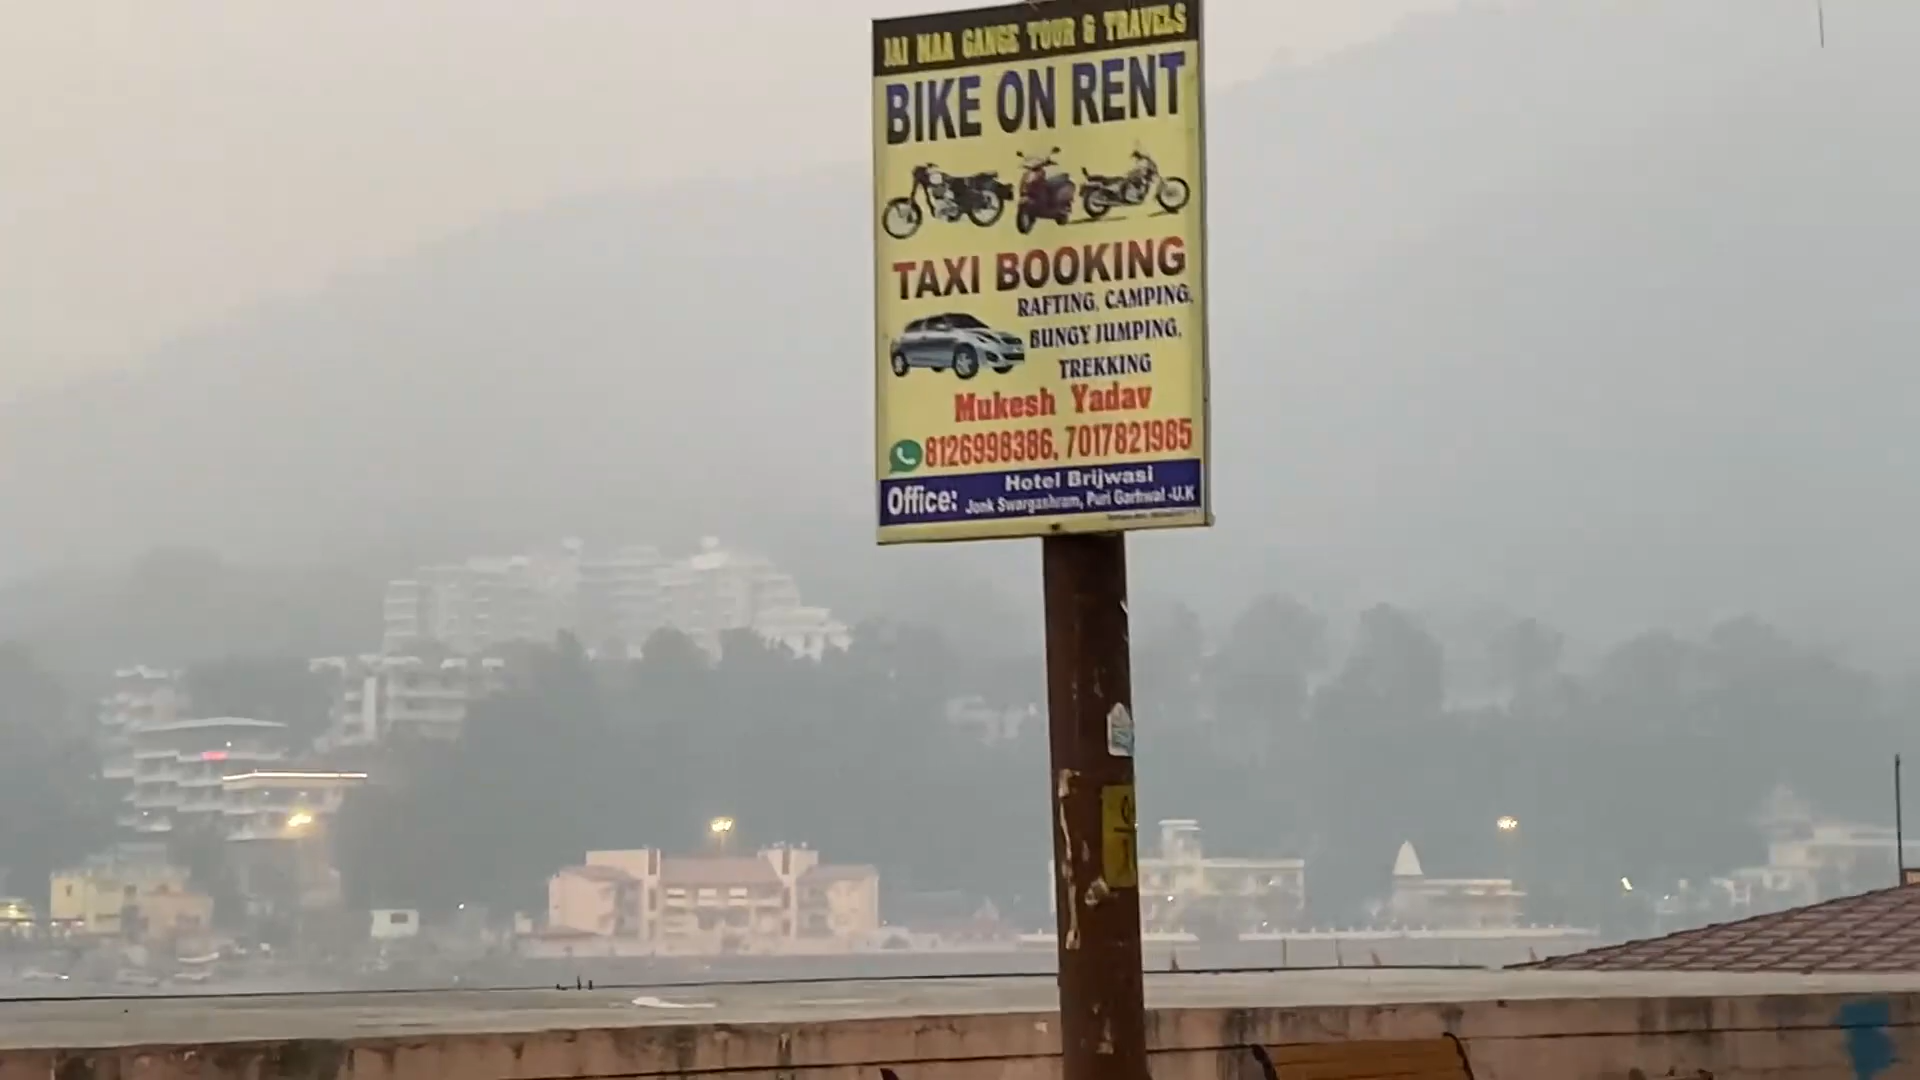 JAI MAA GANGE TOUR & TRAVELS
BIKE ON RENT
TAXI BOOKING
RAFTING, CAMPING,
BUNGY JUMPING,
TREKKING
Mukesh Yadav
8126998386, 7017821985
Office: Hotel Brijwasi
Jonk Swargashram, Puri Garhwal -U.K